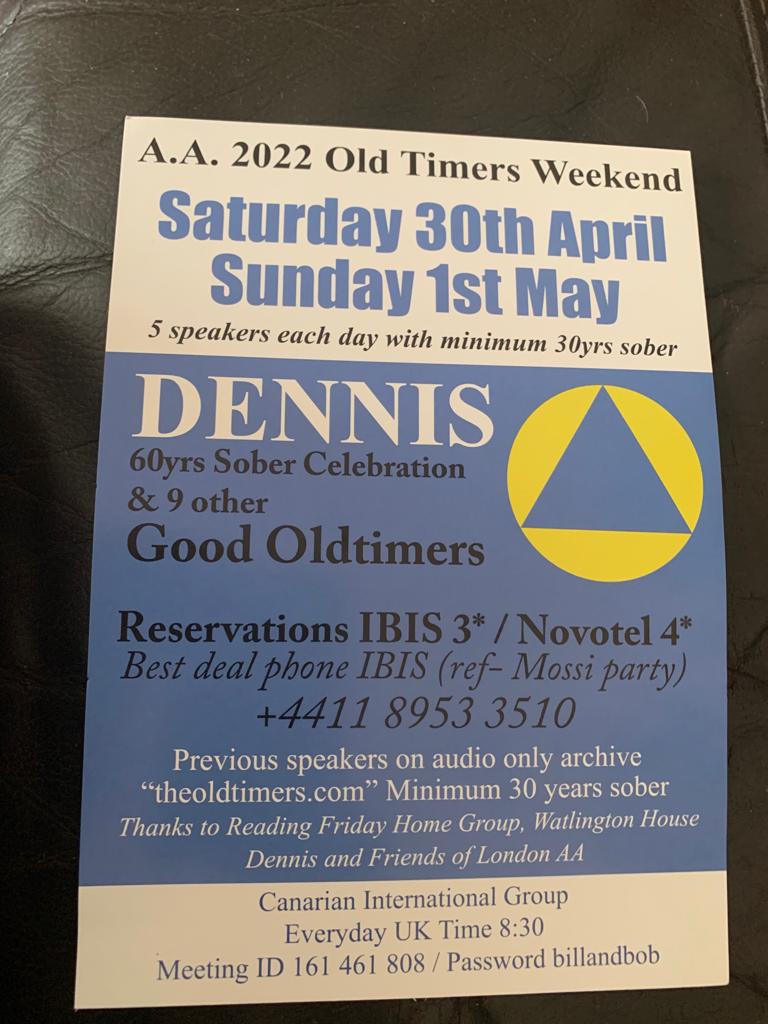 A.A. 2022 Old Timers Weekend
Saturday 30th April
Sunday 1st May
5 speakers each day with minimum 30yrs sober
DENNIS
60yrs Sober Celebration
& 9 other
Good Oldtimers
Reservations IBIS 3* / Novotel 4*
Best deal phone IBIS (ref- Mossi party)
+4411 8953 3510
Previous speakers on audio only archive
“theoldtimers.com” Minimum 30 years sober
Thanks to Reading Friday Home Group, Watlington House
Dennis and Friends of London AA
Canarian International Group
Everyday UK Time 8:30
Meeting ID 161 461 808 / Password billandbob